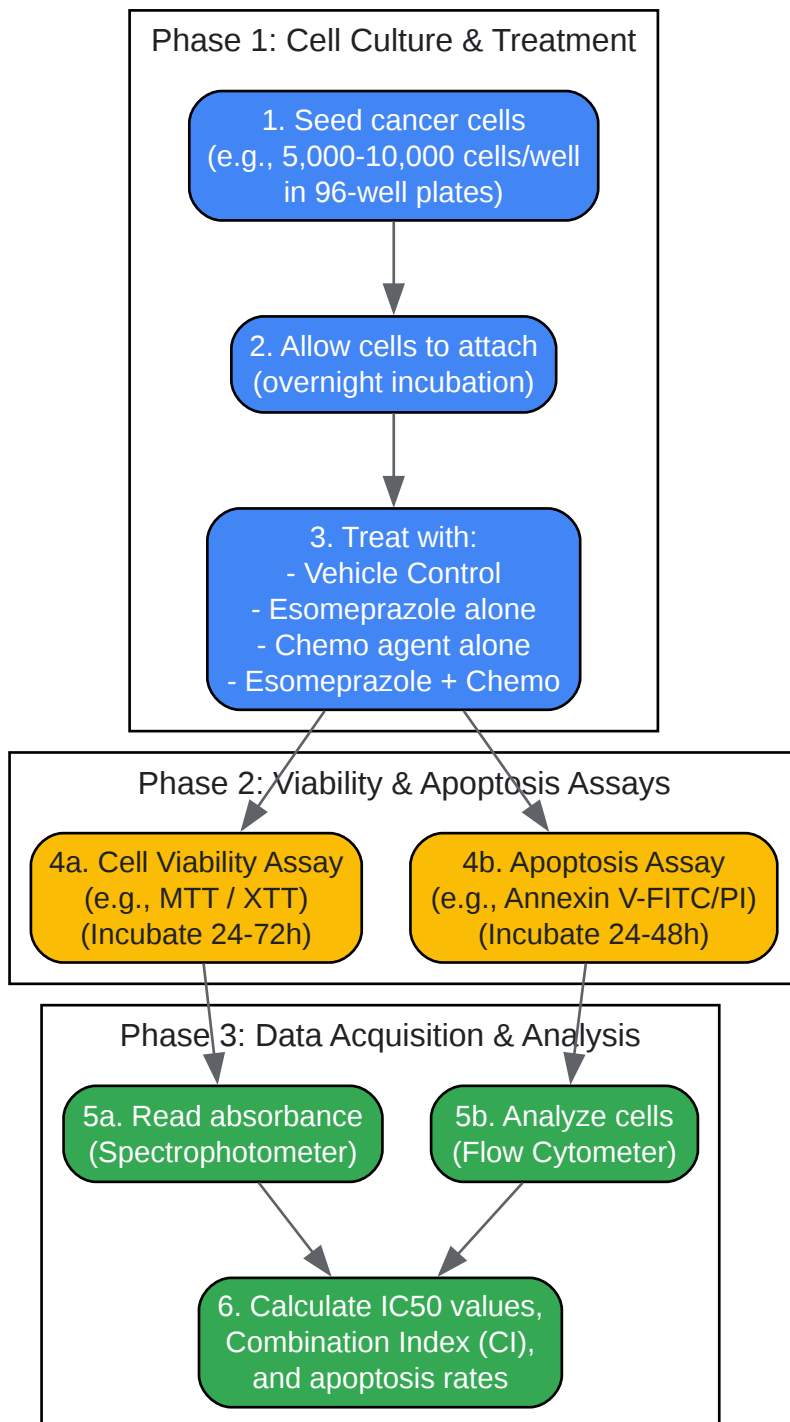 Phase 1: Cell Culture & Treatment
1. Seed cancer cells
(e.g., 5,000-10,000 cells/well
in 96-well plates)
2. Allow cells to attach
(overnight incubation)
3. Treat with:
- Vehicle Control
- Esomeprazole alone
- Chemo agent alone
- Esomeprazole + Chemo
Phase 2: Viability & Apoptosis Assays
4a. Cell Viability Assay
(e.g., MTT / XTT)
(Incubate 24-72h)
4b. Apoptosis Assay
(e.g., Annexin V-FITC/PI)
(Incubate 24-48h)
Phase 3: Data Acquisition & Analysis
5a. Read absorbance
(Spectrophotometer)
5b. Analyze cells
(Flow Cytometer)
6. Calculate IC50 values,
Combination Index (CI),
and apoptosis rates